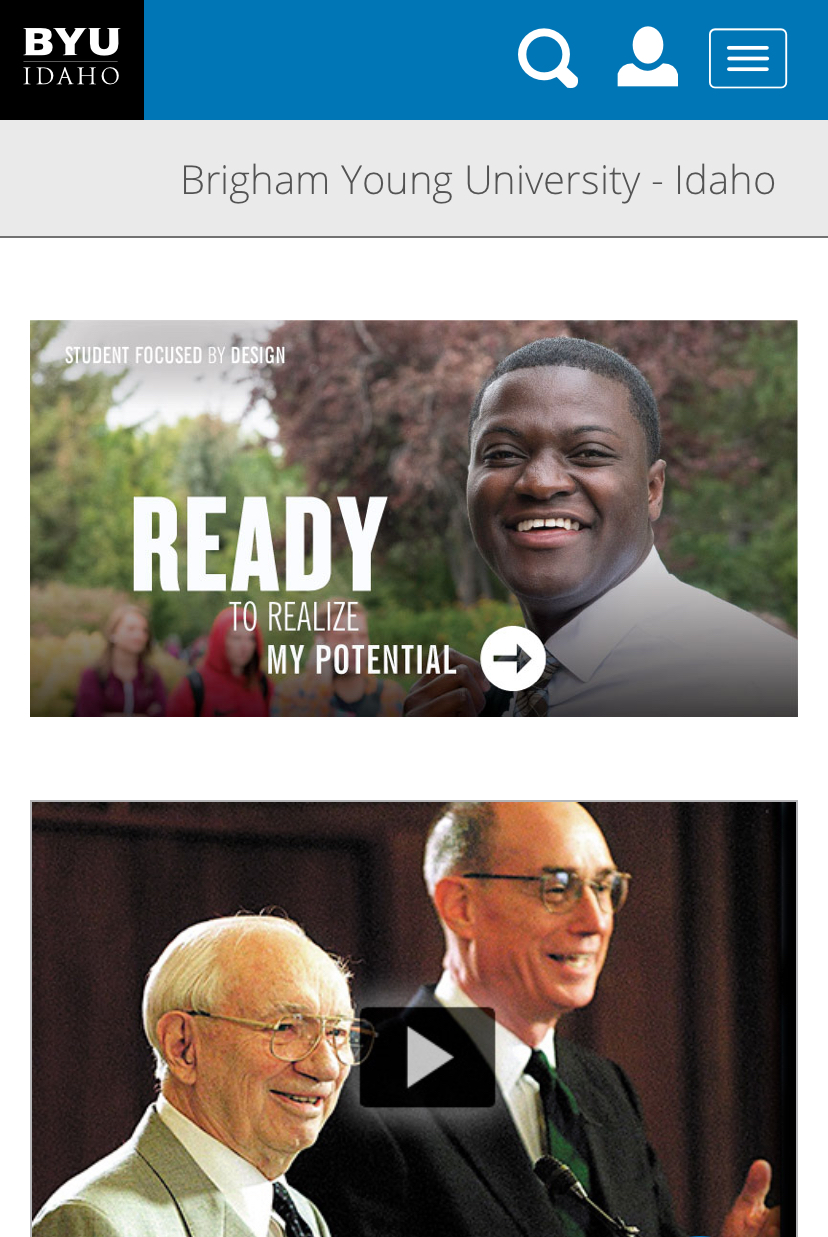 BYU
IDAHO
Brigham Young University - Idaho
STUDENT FOCUSED BY DESIGN
READY
TO REALIZE
MY POTENTIAL